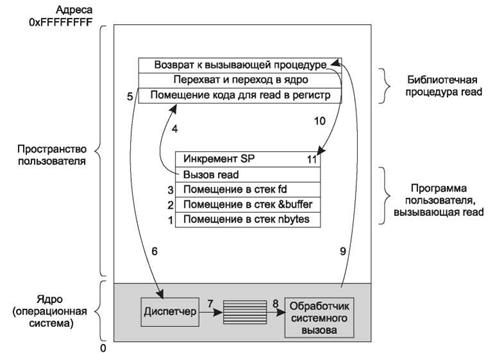 Адреса
0xFFFFFFFF
Возврат к вызывающей процедуре
Перехват и переход в ядро
5 Помещение кода для read в регистр
Библиотечная
процедура read
4
10
Пространство
пользователя
Инкремент SP 11
Вызов read
3 Помещение в стек fd
2 Помещение в стек &buffer
1 Помещение в стек nbytes
Программа
пользователя,
вызывающая read
6
9
Ядро
(операционная
система)
Диспетчер
7
8
Обработчик
системного
вызова
0